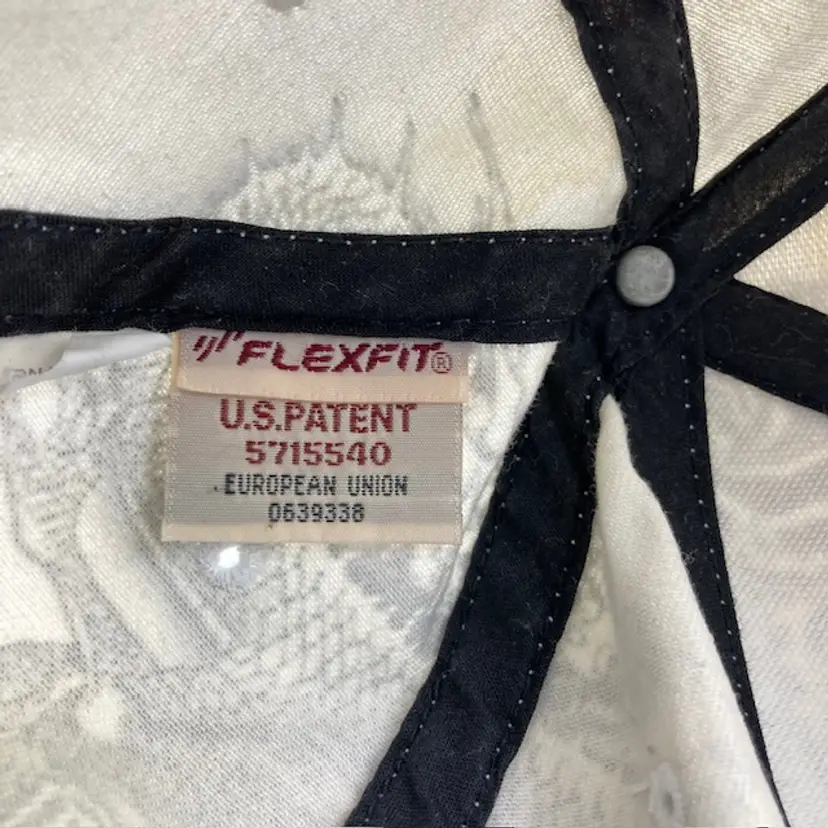 FLEXFIT®
U.S.PATENT
5715540
EUROPEAN UNION
0639338